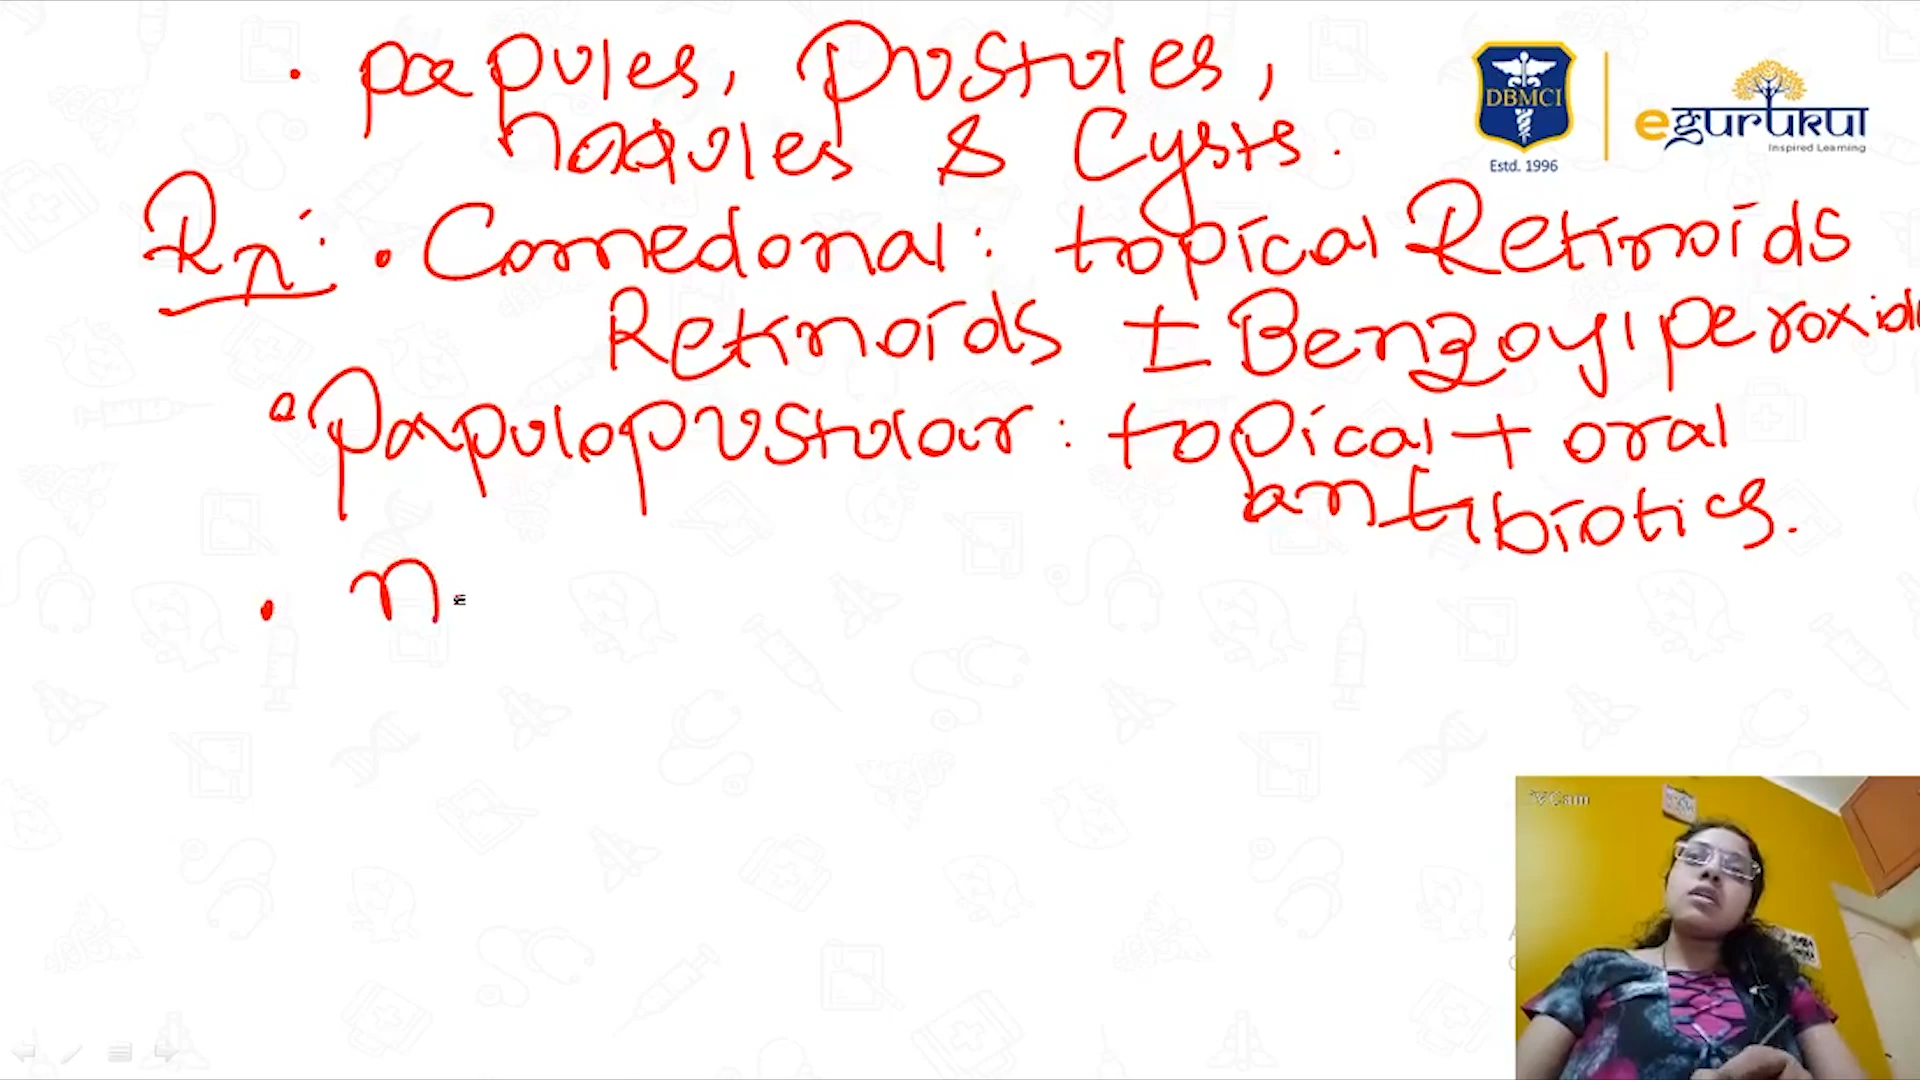 • papules, pustules,
nodules & Cysts.
Rx: • Comedonal: topical Retinoids
Retinoids ± Benzoyl peroxide
• Papulopustular: topical + oral
antibiotics.
• n
DBMCI
Estd. 1996
egurukul
Inspired Learning
Cam